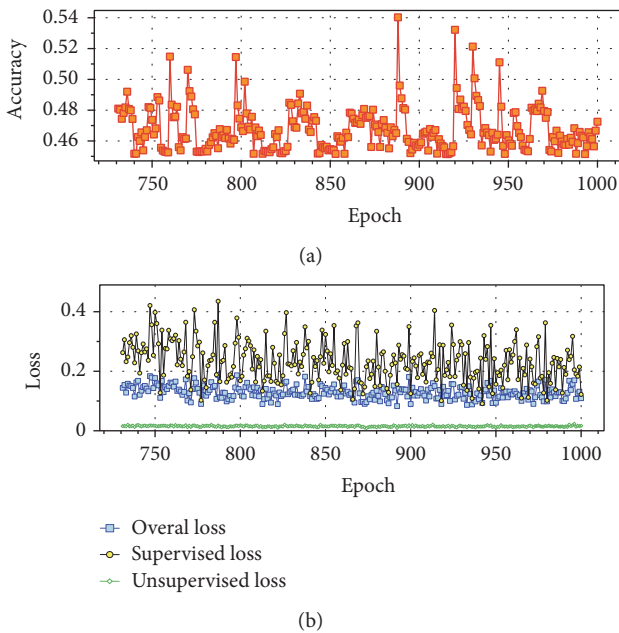 0.54
0.52
0.50
0.48
0.46
Accuracy
750 800 850 900 950 1000
Epoch
(a)
0.4
0.2
0
Loss
750 800 850 900 950 1000
Epoch
Overal loss
Supervised loss
Unsupervised loss
(b)